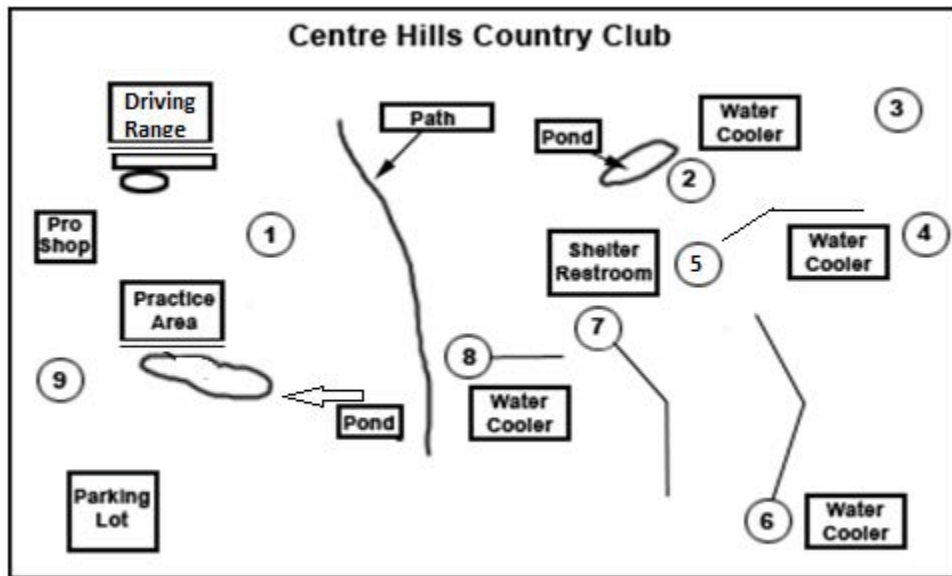 Centre Hills Country Club
Driving
Range
Path
Pond
Water
Cooler
3
2
Pro
Shop
1
Shelter
Restroom
5
Water
Cooler
4
Practice
Area
7
8
9
Pond
Water
Cooler
Parking
Lot
6
Water
Cooler